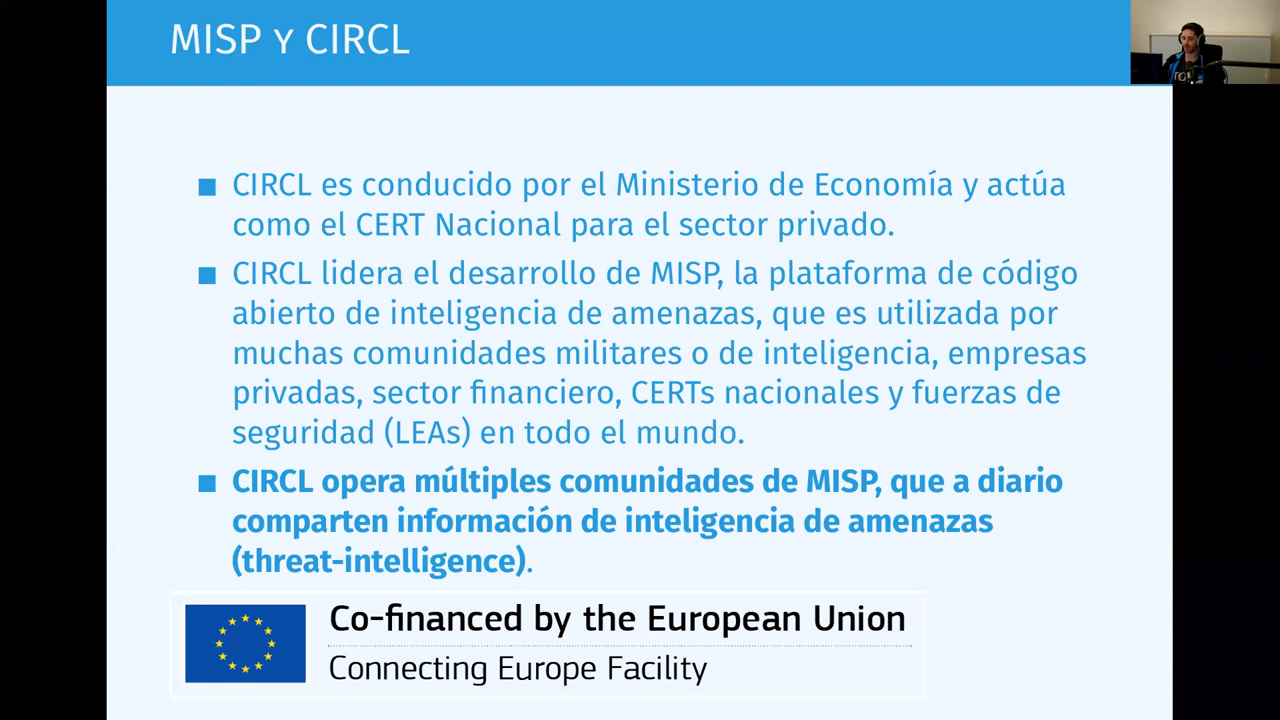 MISP Y CIRCL
CIRCL es conducido por el Ministerio de Economía y actúa
como el CERT Nacional para el sector privado.
CIRCL lidera el desarrollo de MISP, la plataforma de código
abierto de inteligencia de amenazas, que es utilizada por
muchas comunidades militares o de inteligencia, empresas
privadas, sector financiero, CERTs nacionales y fuerzas de
seguridad (LEAs) en todo el mundo.
CIRCL opera múltiples comunidades de MISP, que a diario
comparten información de inteligencia de amenazas
(threat-intelligence).
Co-financed by the European Union
Connecting Europe Facility